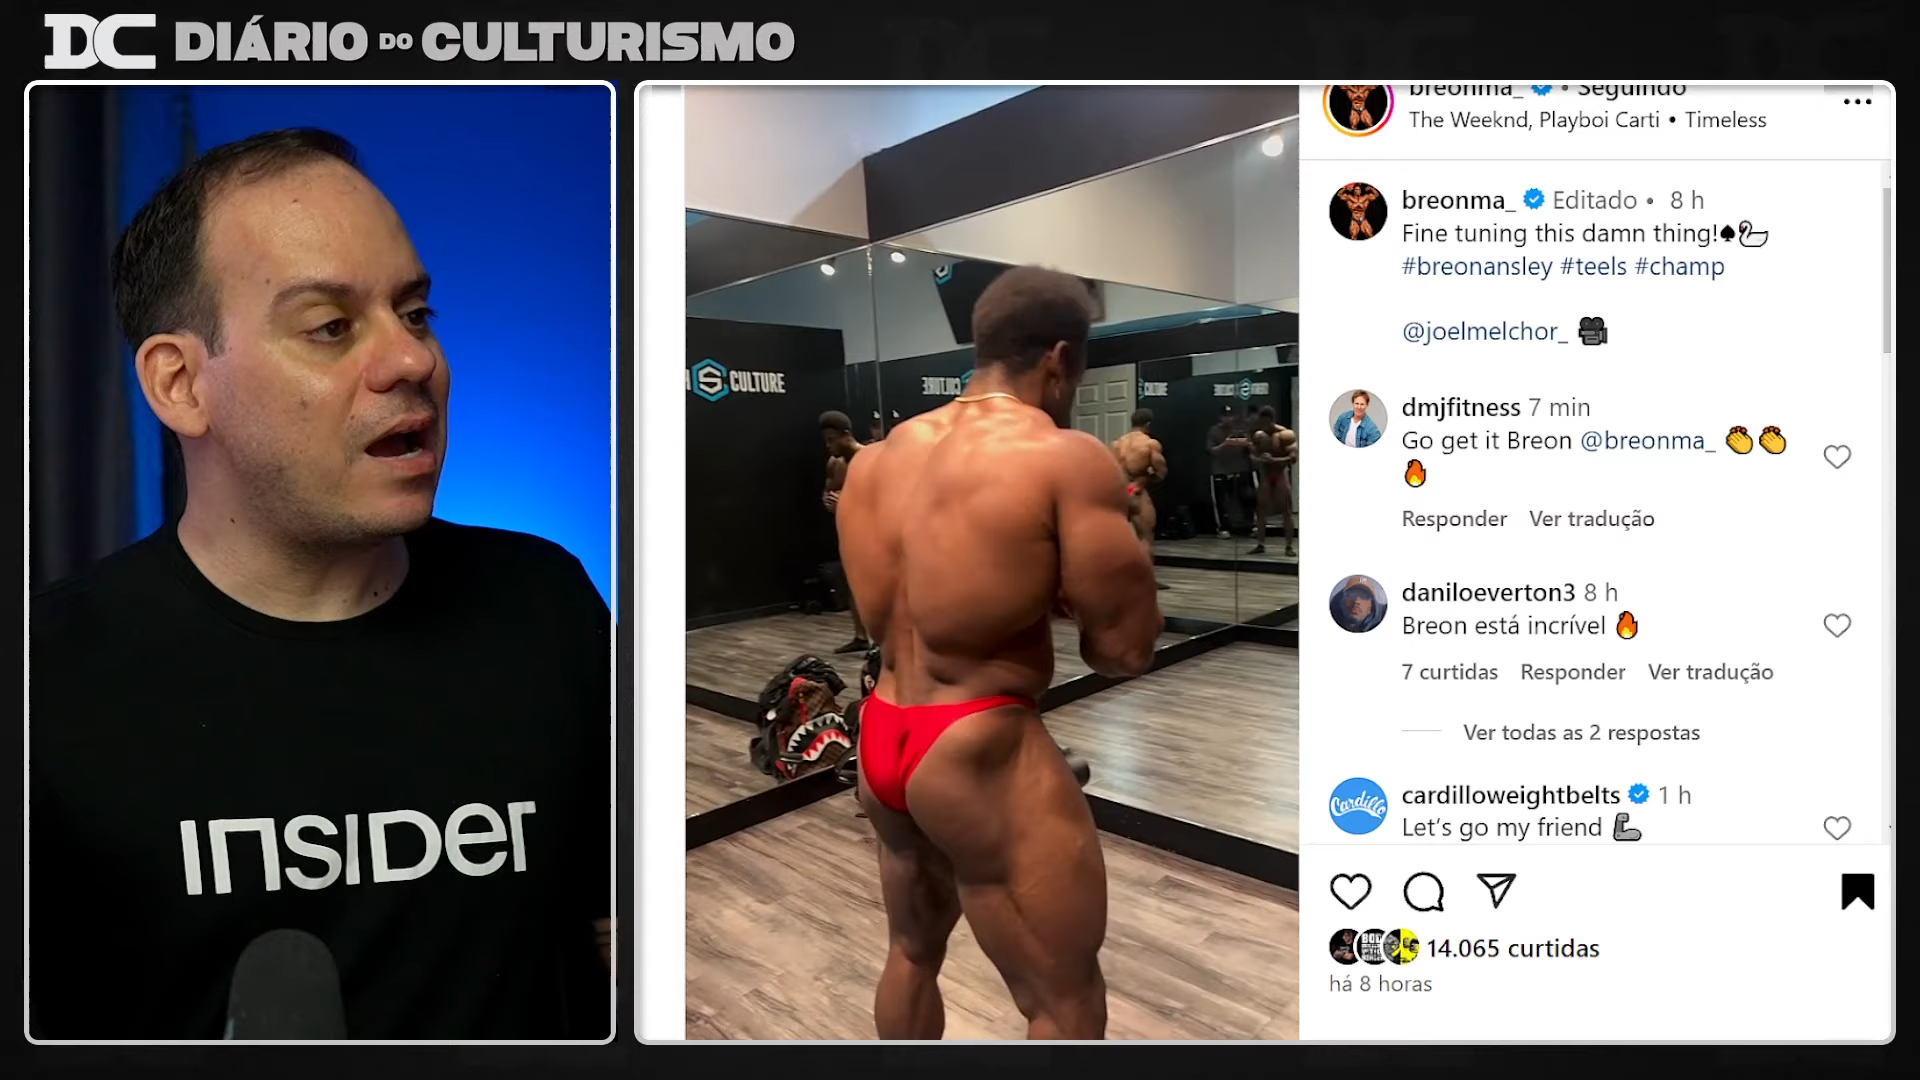 DC DIÁRIO DO CULTURISMO
breonma_ • Seguindo
The Weeknd, Playboi Carti • Timeless
breonma_ Editado • 8 h
Fine tuning this damn thing!♠️🦢
#breonansley #teels #champ
@joelmelchor_ 🎥
dmjfitness 7 min
Go get it Breon @breonma_ 👏👏
🔥
Responder Ver tradução
daniloeverton3 8 h
Breon está incrível 🔥
7 curtidas Responder Ver tradução
Ver todas as 2 respostas
cardilloweightbelts 1 h
Let's go my friend 🦾
14.065 curtidas
há 8 horas
CULTURE
INSIDER
Cardillo